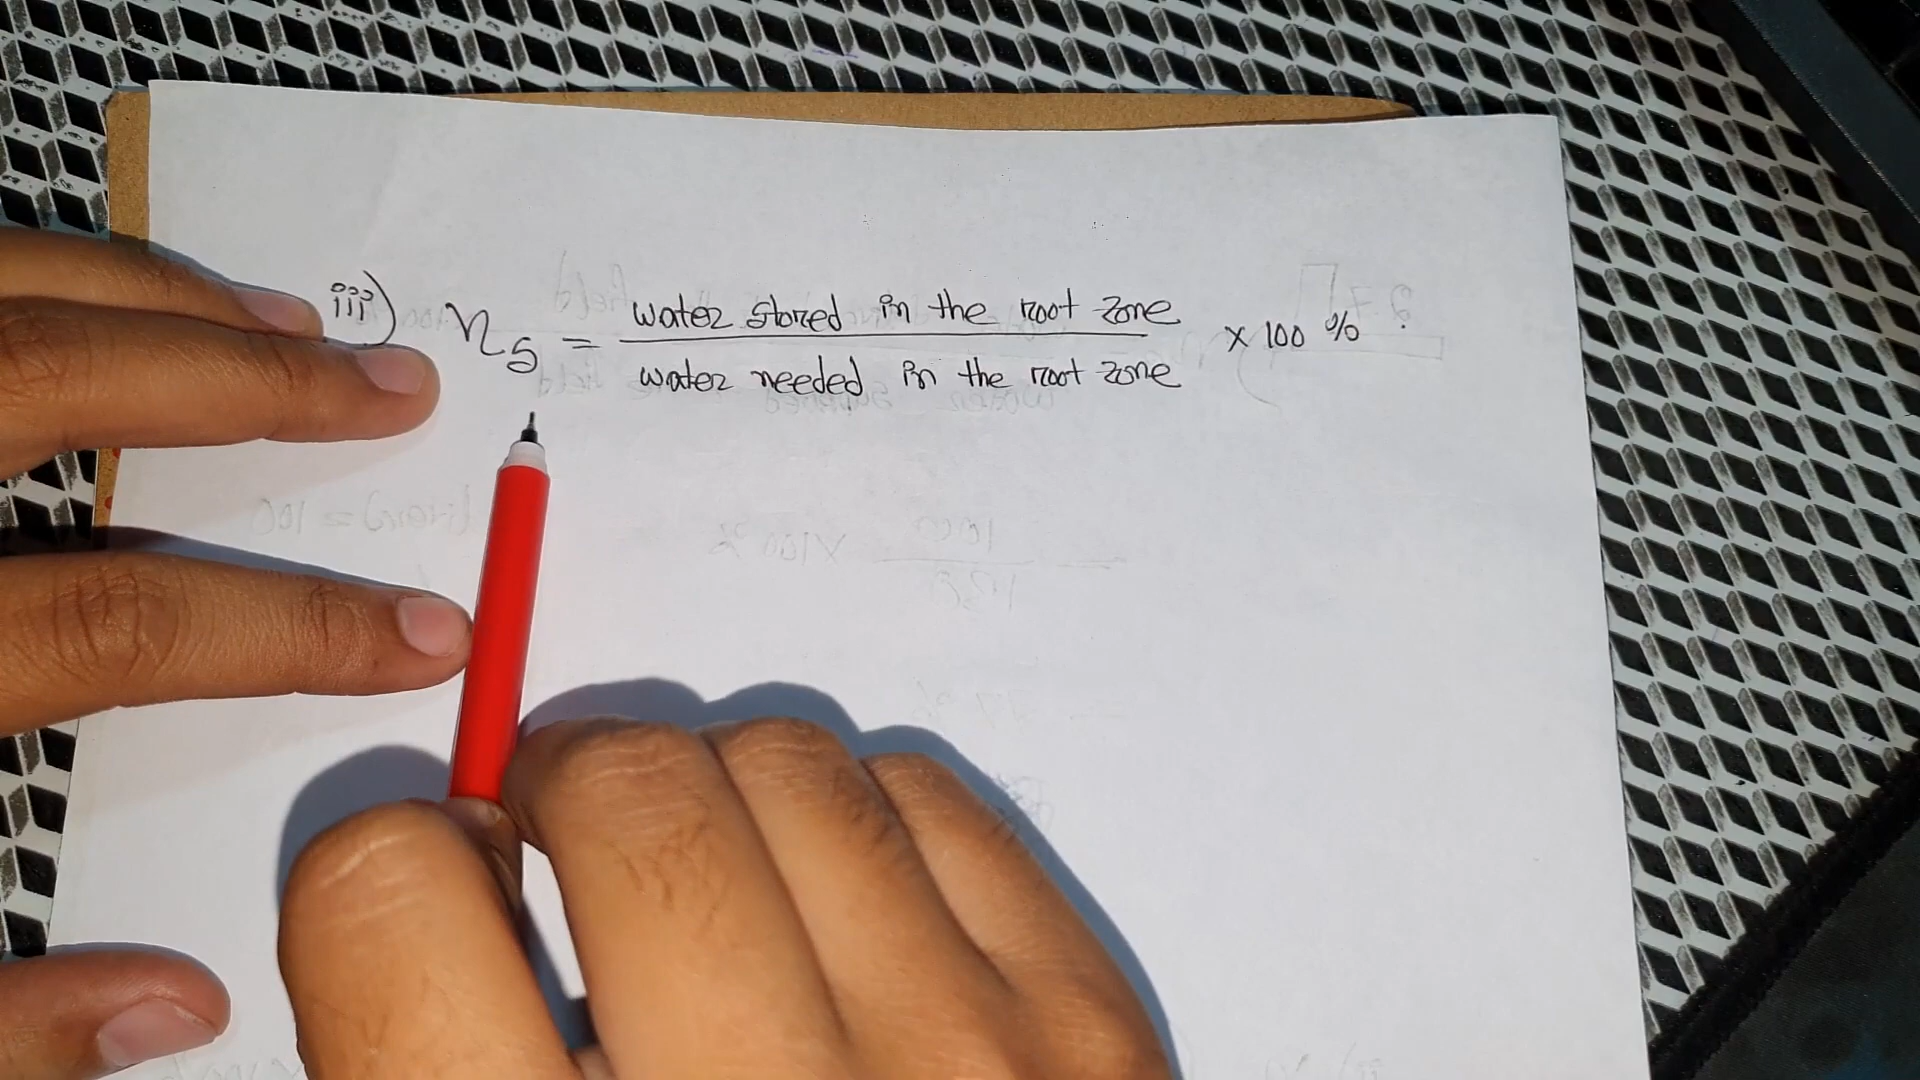 iii) ηs = water stored in the root zone / water needed in the root zone × 100 %